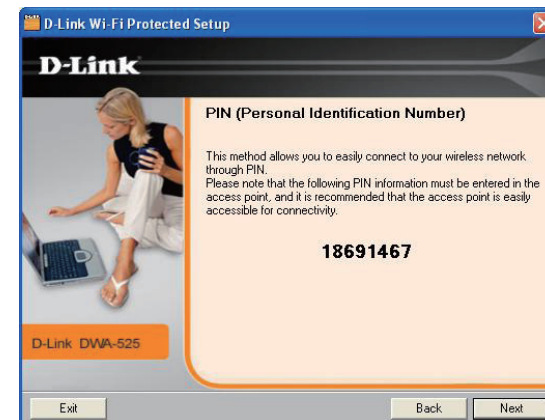 D-Link Wi-Fi Protected Setup
D-Link
PIN (Personal Identification Number)
This method allows you to easily connect to your wireless network
through PIN.
Please note that the following PIN information must be entered in the
access point, and it is recommended that the access point is easily
accessible for connectivity.
18691467
D-Link DWA-525
Exit Back Next